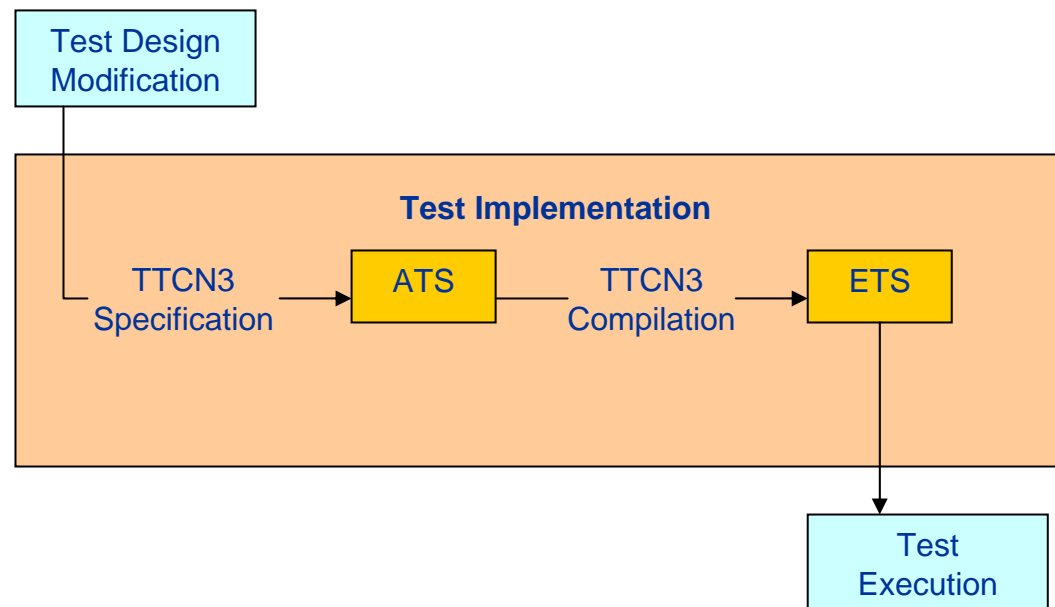 Test Design
Modification
Test Implementation
TTCN3
Specification
ATS
TTCN3
Compilation
ETS
Test
Execution